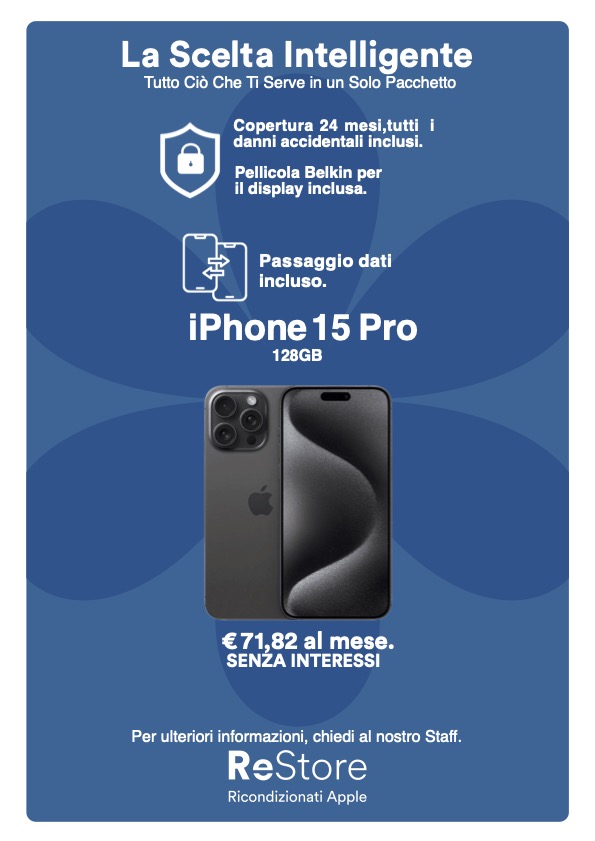 La Scelta Intelligente
Tutto Ciò Che Ti Serve in un Solo Pacchetto
Copertura 24 mesi,tutti i
danni accidentali inclusi.
Pellicola Belkin per
il display inclusa.
Passaggio dati
incluso.
iPhone 15 Pro
128GB
€ 71,82 al mese.
SENZA INTERESSI
Per ulteriori informazioni, chiedi al nostro Staff.
ReStore
Ricondizionati Apple